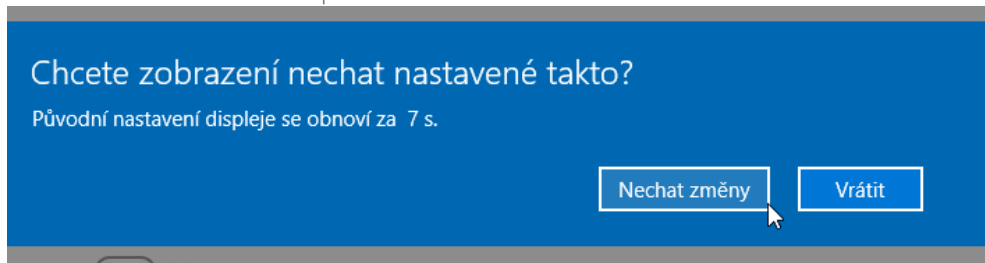 Chcete zobrazení nechat nastavené takto?
Původní nastavení displeje se obnoví za 7 s.
Nechat změny
Vrátit